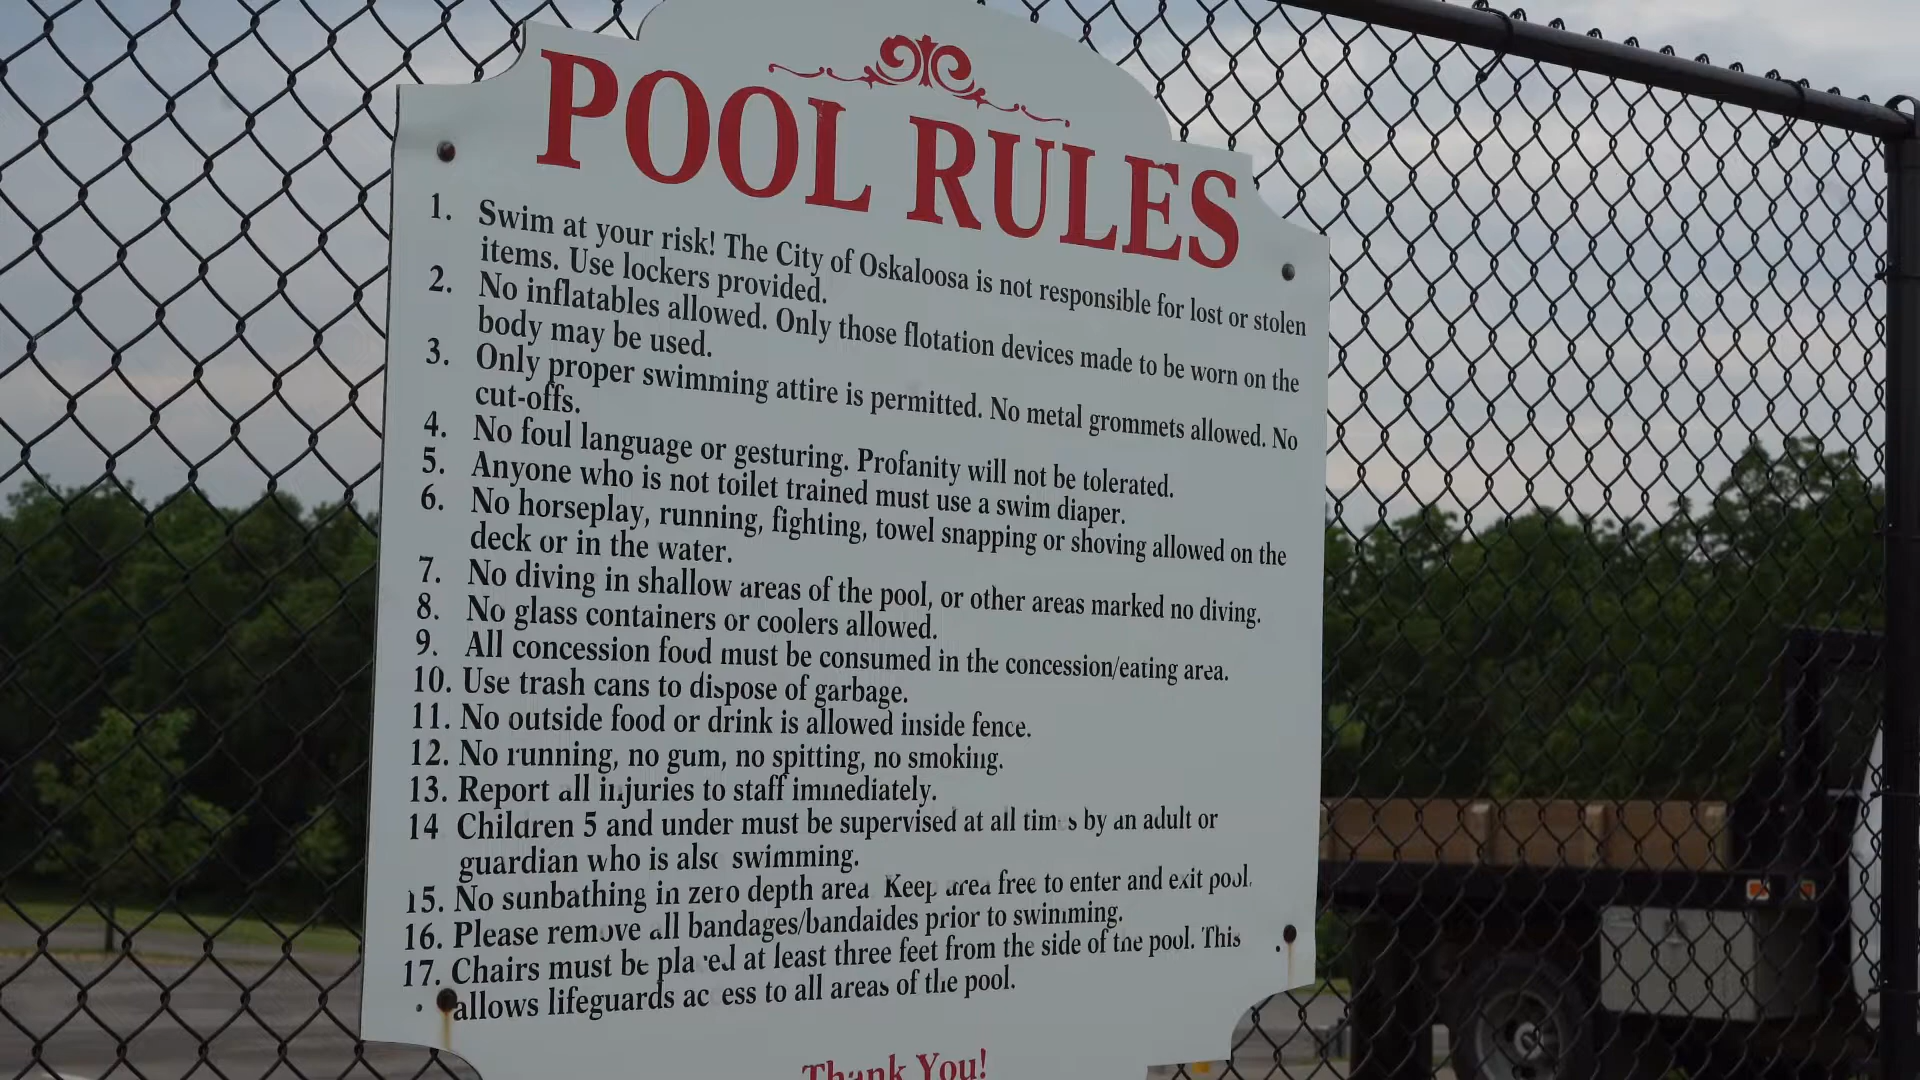 POOL RULES
1. Swim at your risk! The City of Oskaloosa is not responsible for lost or stolen
items. Use lockers provided.
2. No inflatables allowed. Only those flotation devices made to be worn on the
body may be used.
3. Only proper swimming attire is permitted. No metal grommets allowed. No
cut-offs.
4. No foul language or gesturing. Profanity will not be tolerated.
5. Anyone who is not toilet trained must use a swim diaper.
6. No horseplay, running, fighting, towel snapping or shoving allowed on the
deck or in the water.
7. No diving in shallow areas of the pool, or other areas marked no diving.
8. No glass containers or coolers allowed.
9. All concession food must be consumed in the concession/eating area.
10. Use trash cans to dispose of garbage.
11. No outside food or drink is allowed inside fence.
12. No running, no gum, no spitting, no smoking.
13. Report all injuries to staff immediately.
14 Children 5 and under must be supervised at all times by an adult or
guardian who is also swimming.
15. No sunbathing in zero depth area Keep area free to enter and exit pool.
16. Please remove all bandages/bandaides prior to swimming.
17. Chairs must be placed at least three feet from the side of the pool. This
allows lifeguards access to all areas of the pool.
Thank You!